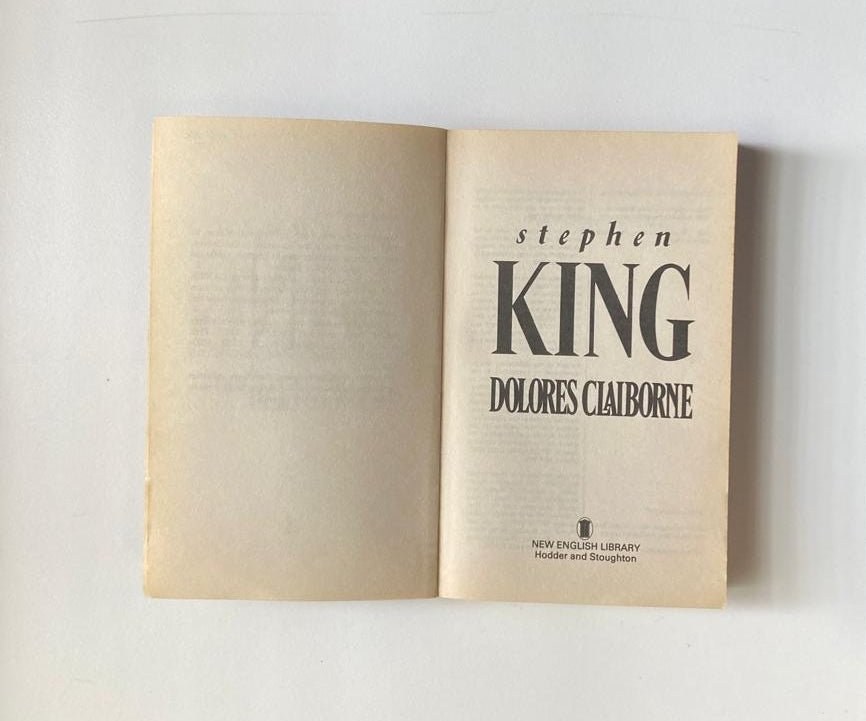 stephen
KING
DOLORES CLAIBORNE
NEW ENGLISH LIBRARY
Hodder and Stoughton